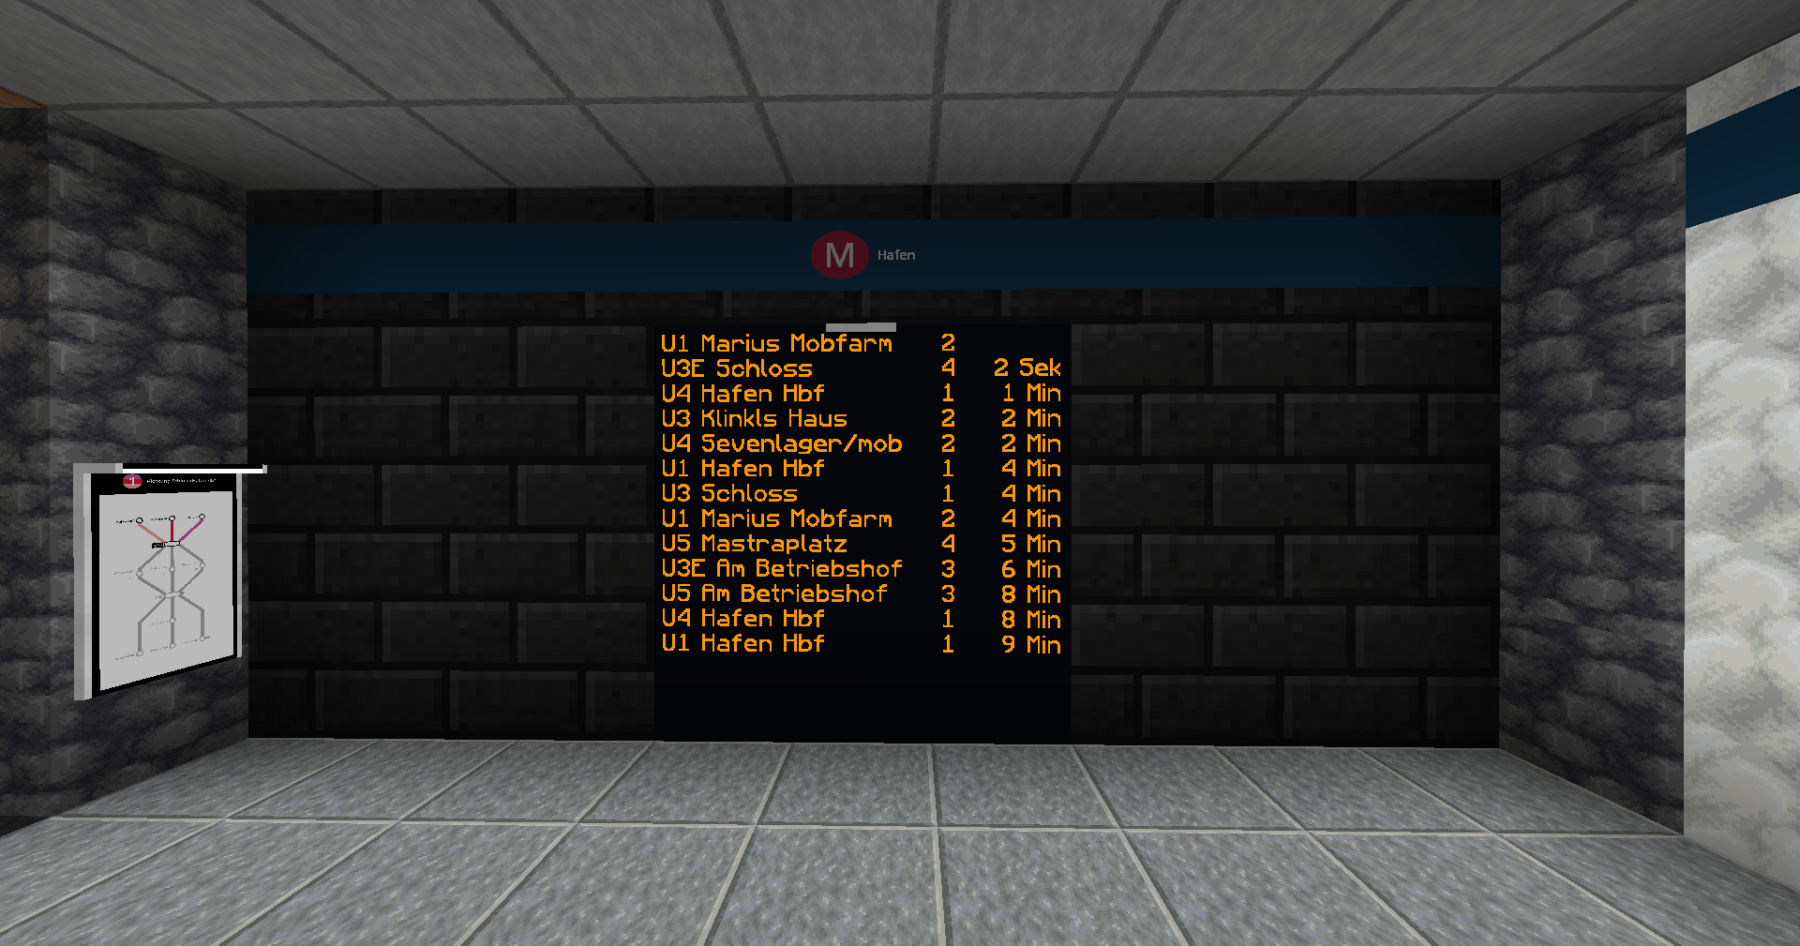 M Hafen
U1 Marius Mobfarm 2
U3E Schloss 4 2 Sek
U4 Hafen Hbf 1 1 Min
U3 Klinkls Haus 2 2 Min
U4 Sevenlager/mob 2 2 Min
U1 Hafen Hbf 1 4 Min
U3 Schloss 1 4 Min
U1 Marius Mobfarm 2 4 Min
U5 Mastraplatz 4 5 Min
U3E Am Betriebshof 3 6 Min
U5 Am Betriebshof 3 8 Min
U4 Hafen Hbf 1 8 Min
U1 Hafen Hbf 1 9 Min
1